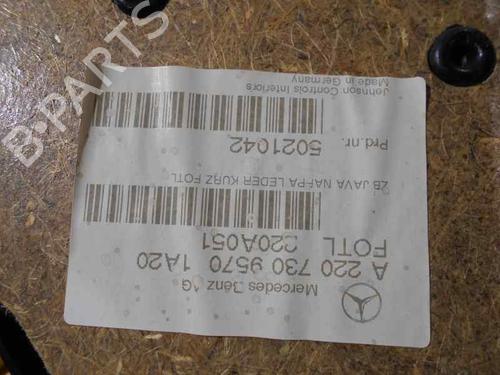 Mercedes Benz AG
A 220 730 9570 1A20
FOTL 320A051
ZB JAVA NAPPA LEDER KURZ FOTL
Prd.nr. 5021042
Johnson Controls Interiors
Made in Germany
B-PARTS